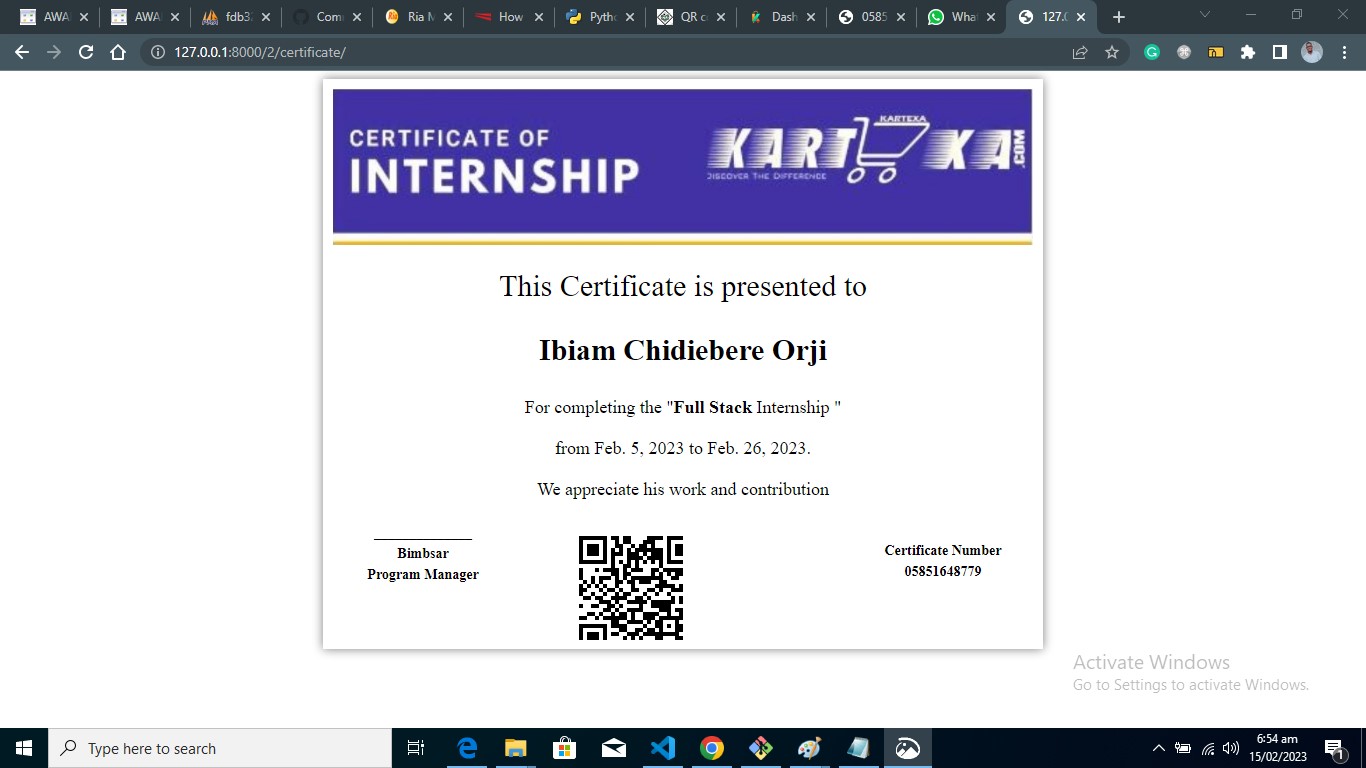 AWA
AWA
fdb3
Com
Ria M
How
Pytho
QR c
Dash
0585
Wha
127.0
127.0.0.1:8000/2/certificate/
CERTIFICATE OF
INTERNSHIP
KARTEXA
KART XA
.COM
DISCOVER THE DIFFERENCE
This Certificate is presented to
Ibiam Chidiebere Orji
For completing the "Full Stack Internship "
from Feb. 5, 2023 to Feb. 26, 2023.
We appreciate his work and contribution
Bimbsar
Program Manager
Certificate Number
05851648779
Activate Windows
Go to Settings to activate Windows.
Type here to search
6:54 am
15/02/2023
1